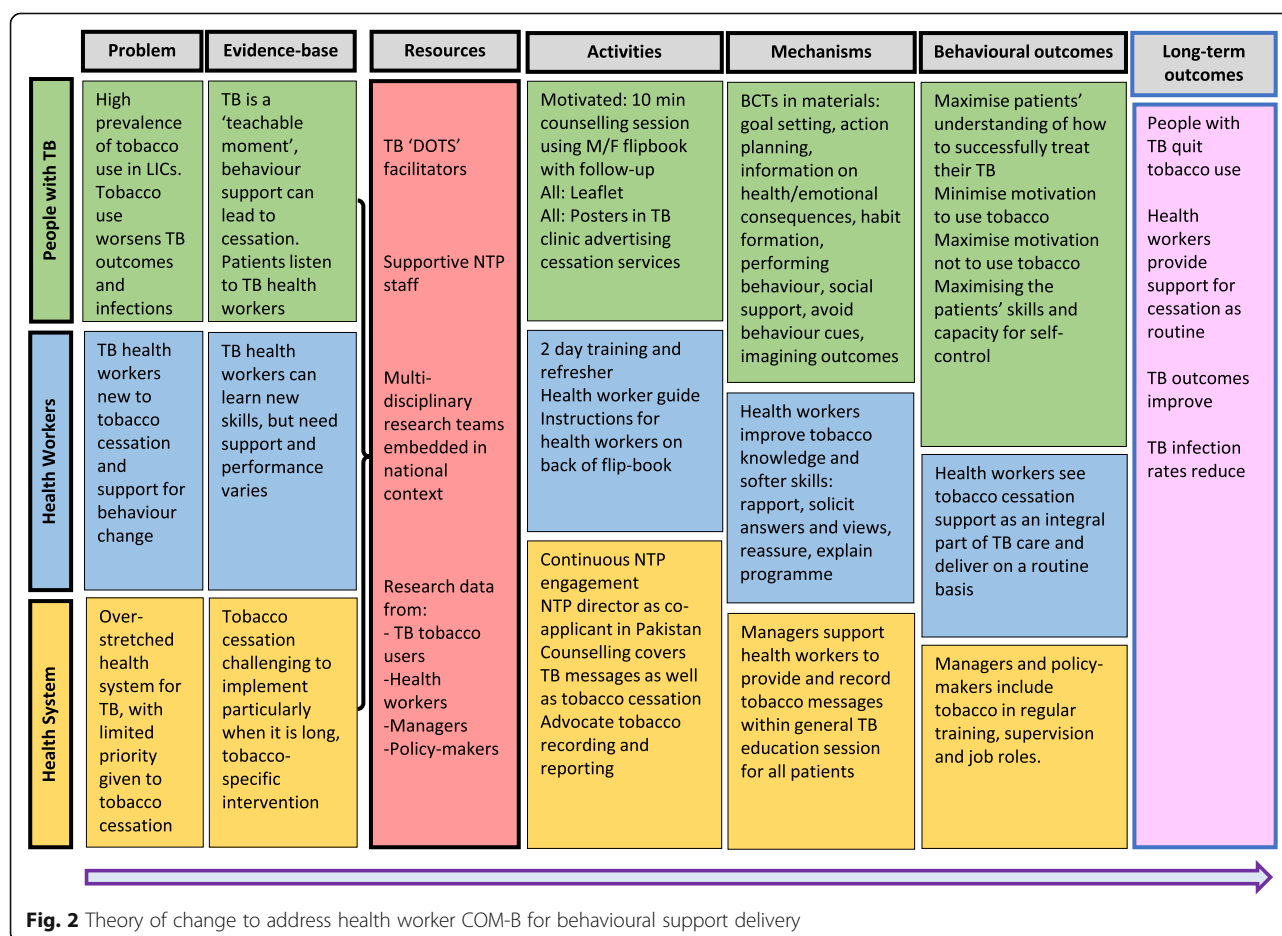 Problem
Evidence-base
Resources
Activities
Mechanisms
Behavioural outcomes
Long-term
outcomes
People with TB
High
prevalence
of tobacco
use in LICs.
Tobacco
use
worsens TB
outcomes
and
infections
TB is a
‘teachable
moment’,
behaviour
support can
lead to
cessation.
Patients listen
to TB health
workers
TB ‘DOTS’
facilitators
Supportive NTP
staff
Multi-
disciplinary
research teams
embedded in
national
context
Research data
from:
- TB tobacco
users
-Health
workers
-Managers
-Policy-makers
Motivated: 10 min
counselling session
using M/F flipbook
with follow-up
All: Leaflet
All: Posters in TB
clinic advertising
cessation services
BCTs in materials:
goal setting, action
planning,
information on
health/emotional
consequences, habit
formation,
performing
behaviour, social
support, avoid
behaviour cues,
imagining outcomes
Maximise patients’
understanding of how
to successfully treat
their TB
Minimise motivation
to use tobacco
Maximise motivation
not to use tobacco
Maximising the
patients’ skills and
capacity for self-
control
People with
TB quit
tobacco use
Health
workers
provide
support for
cessation as
routine
TB outcomes
improve
TB infection
rates reduce
Health Workers
TB health
workers
new to
tobacco
cessation
and
support for
behaviour
change
TB health
workers can
learn new
skills, but need
support and
performance
varies
2 day training and
refresher
Health worker guide
Instructions for
health workers on
back of flip-book
Health workers
improve tobacco
knowledge and
softer skills:
rapport, solicit
answers and views,
reassure, explain
programme
Health workers see
tobacco cessation
support as an integral
part of TB care and
deliver on a routine
basis
Health System
Over-
stretched
health
system for
TB, with
limited
priority
given to
tobacco
cessation
Tobacco
cessation
challenging to
implement
particularly
when it is long,
tobacco-
specific
intervention
Continuous NTP
engagement
NTP director as co-
applicant in Pakistan
Counselling covers
TB messages as well
as tobacco cessation
Advocate tobacco
recording and
reporting
Managers support
health workers to
provide and record
tobacco messages
within general TB
education session
for all patients
Managers and policy-
makers include
tobacco in regular
training, supervision
and job roles.
Fig. 2 Theory of change to address health worker COM-B for behavioural support delivery